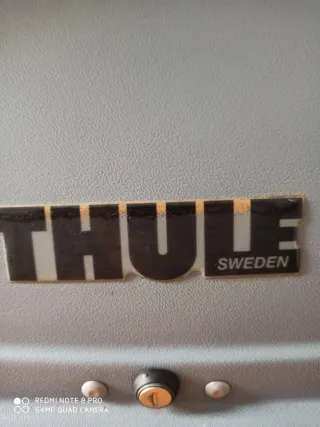 THULE
SWEDEN
REDMI NOTE 8 PRO
64MP QUAD CAMERA